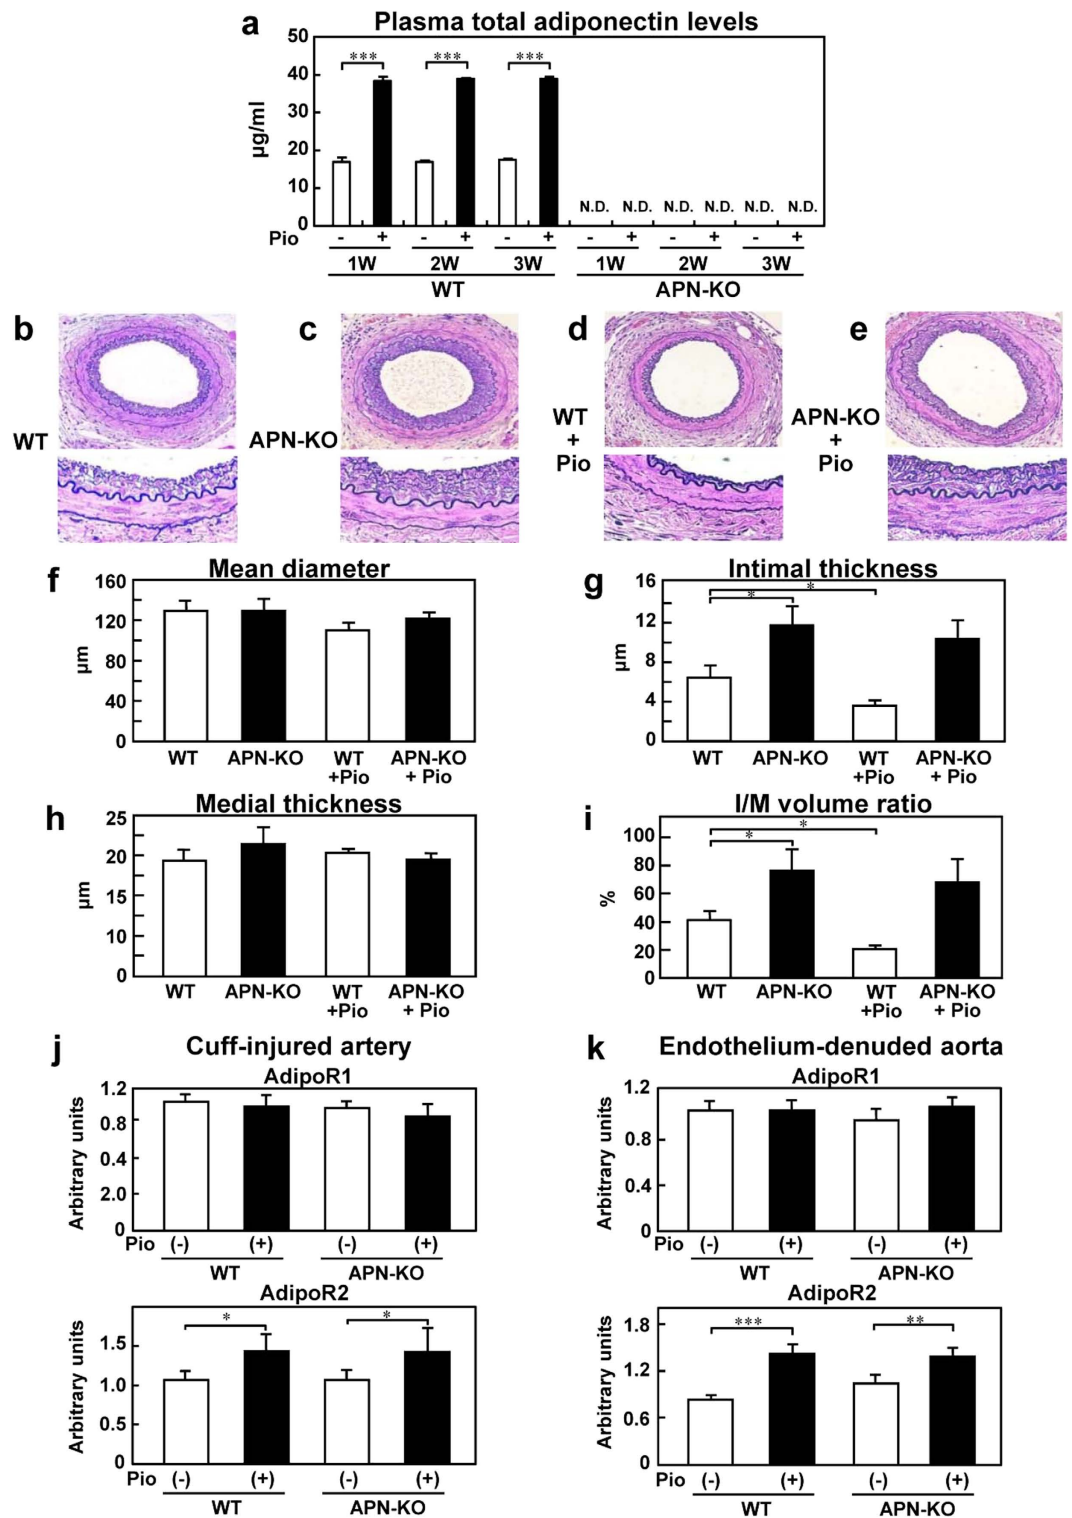 a
Plasma total adiponectin levels
50
40
30
20
10
0
µg/ml
*** *** ***
N.D. N.D. N.D. N.D. N.D. N.D.
Pio - + - + - + - + - + - +
1W 2W 3W 1W 2W 3W
WT APN-KO
b c d e
WT
APN-KO
WT
+
Pio
APN-KO
+
Pio
f
Mean diameter
160
120
80
40
0
µm
WT APN-KO WT +Pio APN-KO + Pio
g
Intimal thickness
16
12
8
4
0
µm
* *
WT APN-KO WT +Pio APN-KO + Pio
h
Medial thickness
25
20
15
10
0
µm
WT APN-KO WT +Pio APN-KO + Pio
i
I/M volume ratio
100
80
60
40
20
0
%
* *
WT APN-KO WT +Pio APN-KO + Pio
j
Cuff-injured artery
AdipoR1
1.2
0.8
0.4
2.0
0
Arbitrary units
Pio (-) (+) (-) (+)
WT APN-KO
AdipoR2
1.5
1.0
0.5
0
Arbitrary units
* *
Pio (-) (+) (-) (+)
WT APN-KO
k
Endothelium-denuded aorta
AdipoR1
1.2
0.8
0.4
0
Arbitrary units
Pio (-) (+) (-) (+)
WT APN-KO
AdipoR2
1.8
1.2
0.6
0
Arbitrary units
*** **
Pio (-) (+) (-) (+)
WT APN-KO